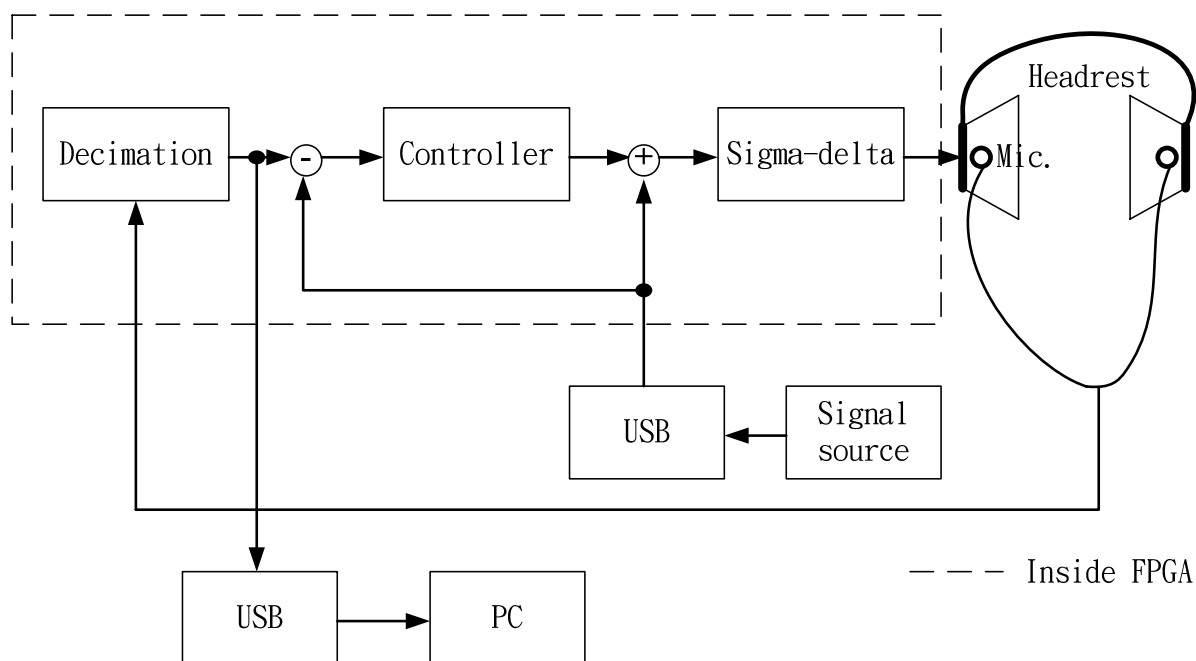 Headrest
Decimation
-
Controller
+
Sigma-delta
Mic.
USB
Signal
source
Inside FPGA
USB
PC